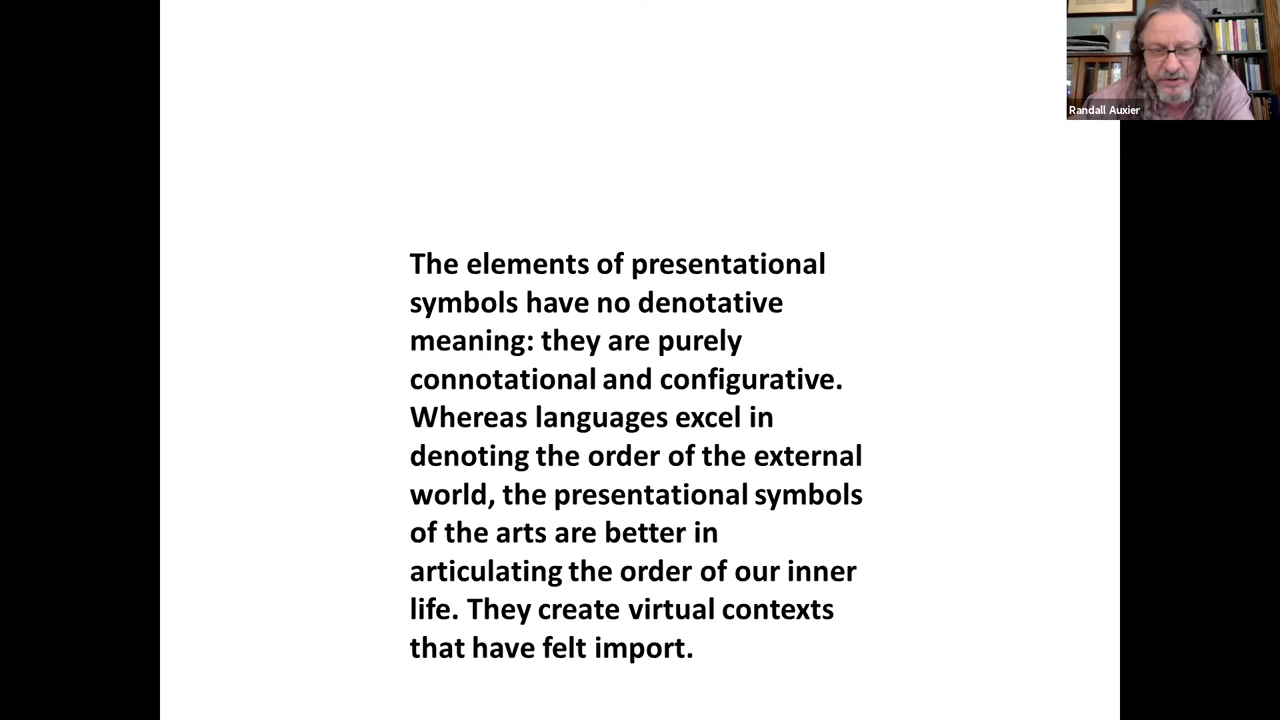 Randall Auxier
The elements of presentational
symbols have no denotative
meaning: they are purely
connotational and configurative.
Whereas languages excel in
denoting the order of the external
world, the presentational symbols
of the arts are better in
articulating the order of our inner
life. They create virtual contexts
that have felt import.